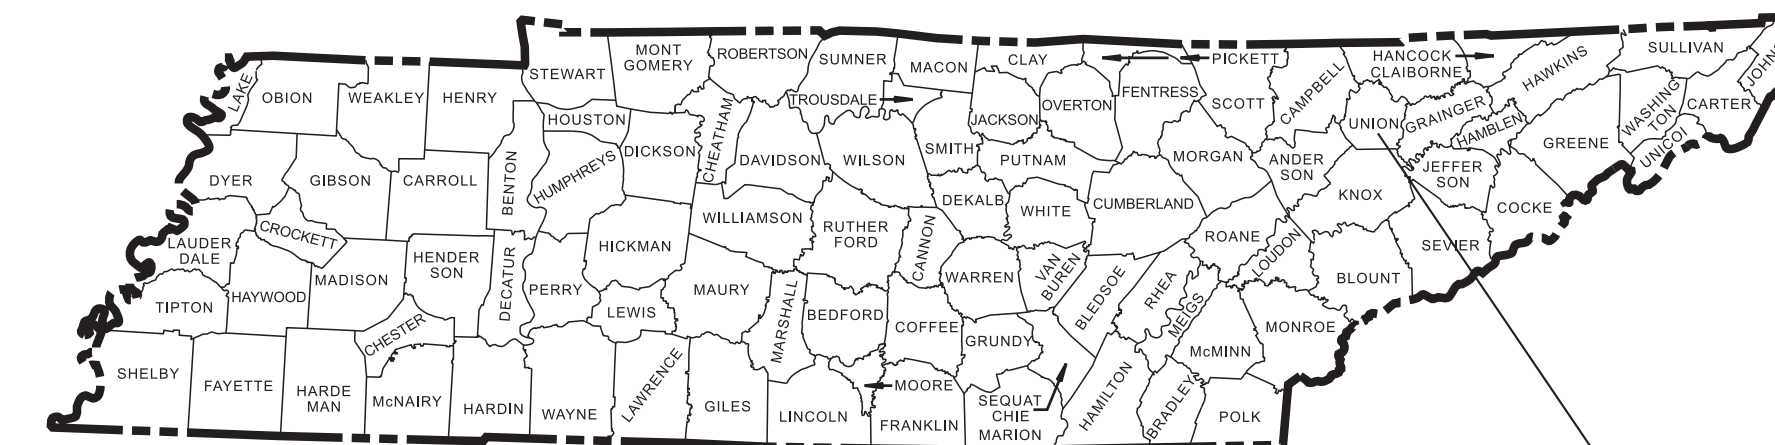 LAKE
OBION
WEAKLEY
HENRY
STEWART
MONT
GOMERY
ROBERTSON
SUMNER
MACON
CLAY
PICKETT
HANCOCK
CLAIBORNE
HAWKINS
SULLIVAN
TROUSDALE
HOUSTON
CHEATHAM
JACKSON
OVERTON
FENTRESS
SCOTT
CAMPBELL
UNION
GRAINGER
HAMBLEN
WASHING
TON
UNICOI
CARTER
DYER
GIBSON
CARROLL
BENTON
HUMPHREYS
DICKSON
DAVIDSON
WILSON
SMITH
PUTNAM
MORGAN
ANDER
SON
KNOX
JEFFER
SON
GREENE
COCKE
LAUDER
DALE
CROCKETT
HENDER
SON
DECATUR
PERRY
HICKMAN
WILLIAMSON
RUTHER
FORD
CANNON
DEKALB
WHITE
CUMBERLAND
ROANE
LOUDON
SEVIER
BLOUNT
TIPTON
HAYWOOD
MADISON
CHESTER
LEWIS
MAURY
MARSHALL
BEDFORD
COFFEE
WARREN
VAN
BUREN
BLEDSOE
RHEA
MEIGS
McMINN
MONROE
SHELBY
FAYETTE
HARDE
MAN
McNAIRY
HARDIN
WAYNE
LAWRENCE
GILES
LINCOLN
MOORE
FRANKLIN
GRUNDY
SEQUAT
CHIE
MARION
HAMILTON
BRADLEY
POLK